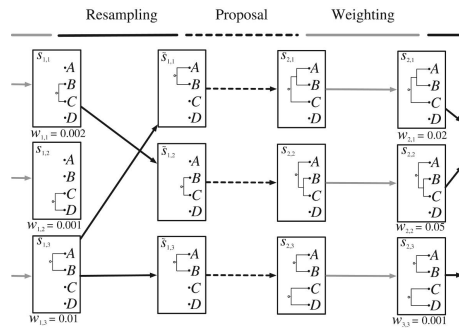 Resampling Proposal Weighting
s1,1 s̃1,1 s2,1 s2,1
A A A A
B B B B
C C C C
D D D D
w1,1 = 0.002 w2,1 = 0.02
s1,2 s̃1,2 s2,2 s2,2
A A A A
B B B B
C C C C
D D D D
w1,2 = 0.001 w2,2 = 0.05
s1,3 s̃1,3 s2,3 s2,3
A A A A
B B B B
C C C C
D D D D
w1,3 = 0.01 w3,3 = 0.001